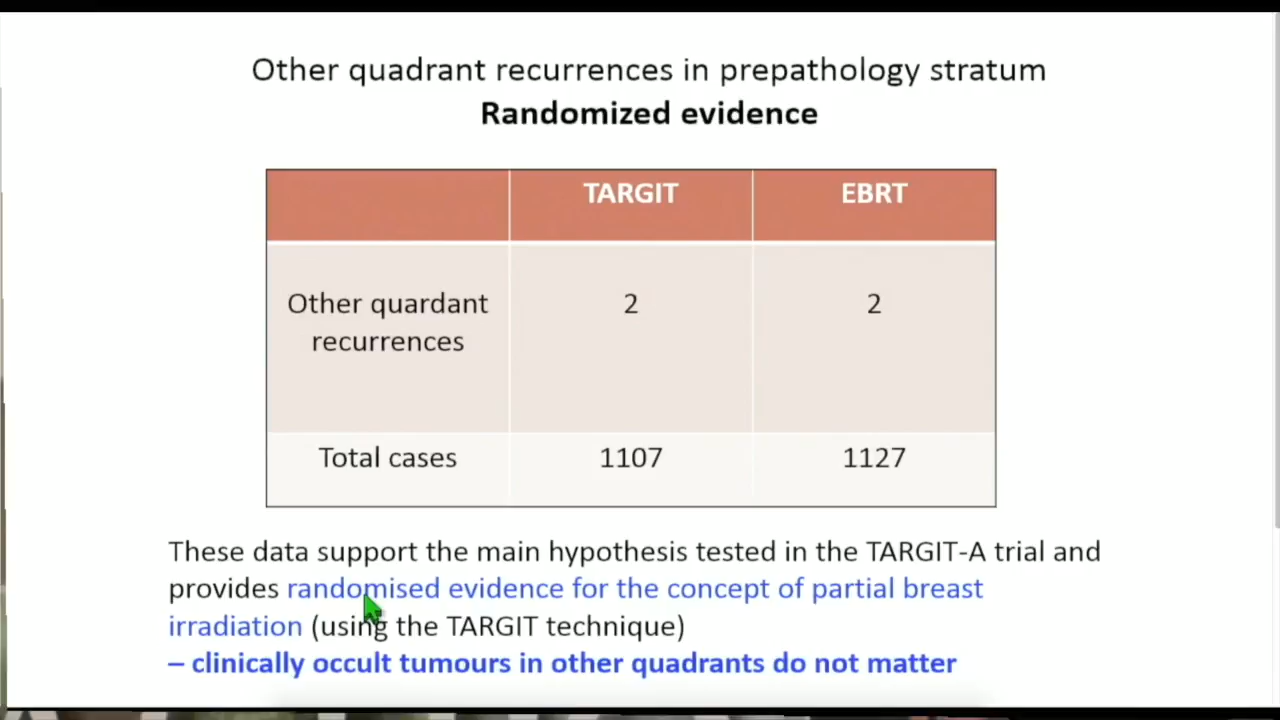 Other quadrant recurrences in prepathology stratum
Randomized evidence
TARGIT EBRT
Other quardant 2 2
recurrences
Total cases 1107 1127
These data support the main hypothesis tested in the TARGIT-A trial and
provides randomised evidence for the concept of partial breast
irradiation (using the TARGIT technique)
– clinically occult tumours in other quadrants do not matter